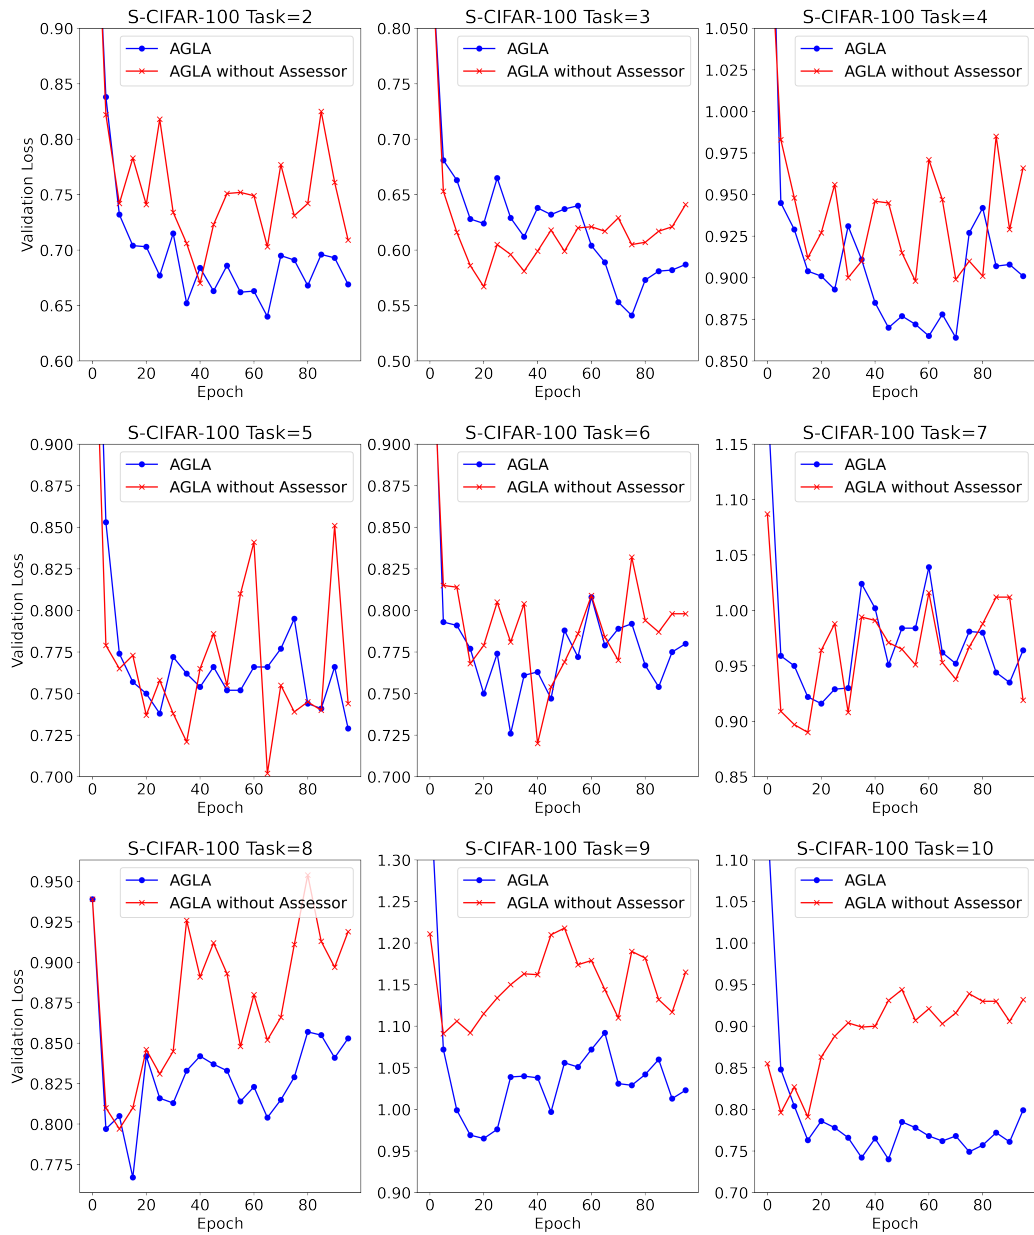 S-CIFAR-100 Task=2
0.90
0.85
0.80
0.75
0.70
0.65
0.60
Validation Loss
AGLA
AGLA without Assessor
0 20 40 60 80
Epoch
S-CIFAR-100 Task=3
0.80
0.75
0.70
0.65
0.60
0.55
0.50
AGLA
AGLA without Assessor
0 20 40 60 80
Epoch
S-CIFAR-100 Task=4
1.050
1.025
1.000
0.975
0.950
0.925
0.900
0.875
0.850
AGLA
AGLA without Assessor
0 20 40 60 80
Epoch
S-CIFAR-100 Task=5
0.900
0.875
0.850
0.825
0.800
0.775
0.750
0.725
0.700
Validation Loss
AGLA
AGLA without Assessor
0 20 40 60 80
Epoch
S-CIFAR-100 Task=6
0.900
0.875
0.850
0.825
0.800
0.775
0.750
0.725
0.700
AGLA
AGLA without Assessor
0 20 40 60 80
Epoch
S-CIFAR-100 Task=7
1.15
1.10
1.05
1.00
0.95
0.90
0.85
AGLA
AGLA without Assessor
0 20 40 60 80
Epoch
S-CIFAR-100 Task=8
0.950
0.925
0.900
0.875
0.850
0.825
0.800
0.775
Validation Loss
AGLA
AGLA without Assessor
0 20 40 60 80
Epoch
S-CIFAR-100 Task=9
1.30
1.25
1.20
1.15
1.10
1.05
1.00
0.95
0.90
AGLA
AGLA without Assessor
0 20 40 60 80
Epoch
S-CIFAR-100 Task=10
1.10
1.05
1.00
0.95
0.90
0.85
0.80
0.75
0.70
AGLA
AGLA without Assessor
0 20 40 60 80
Epoch